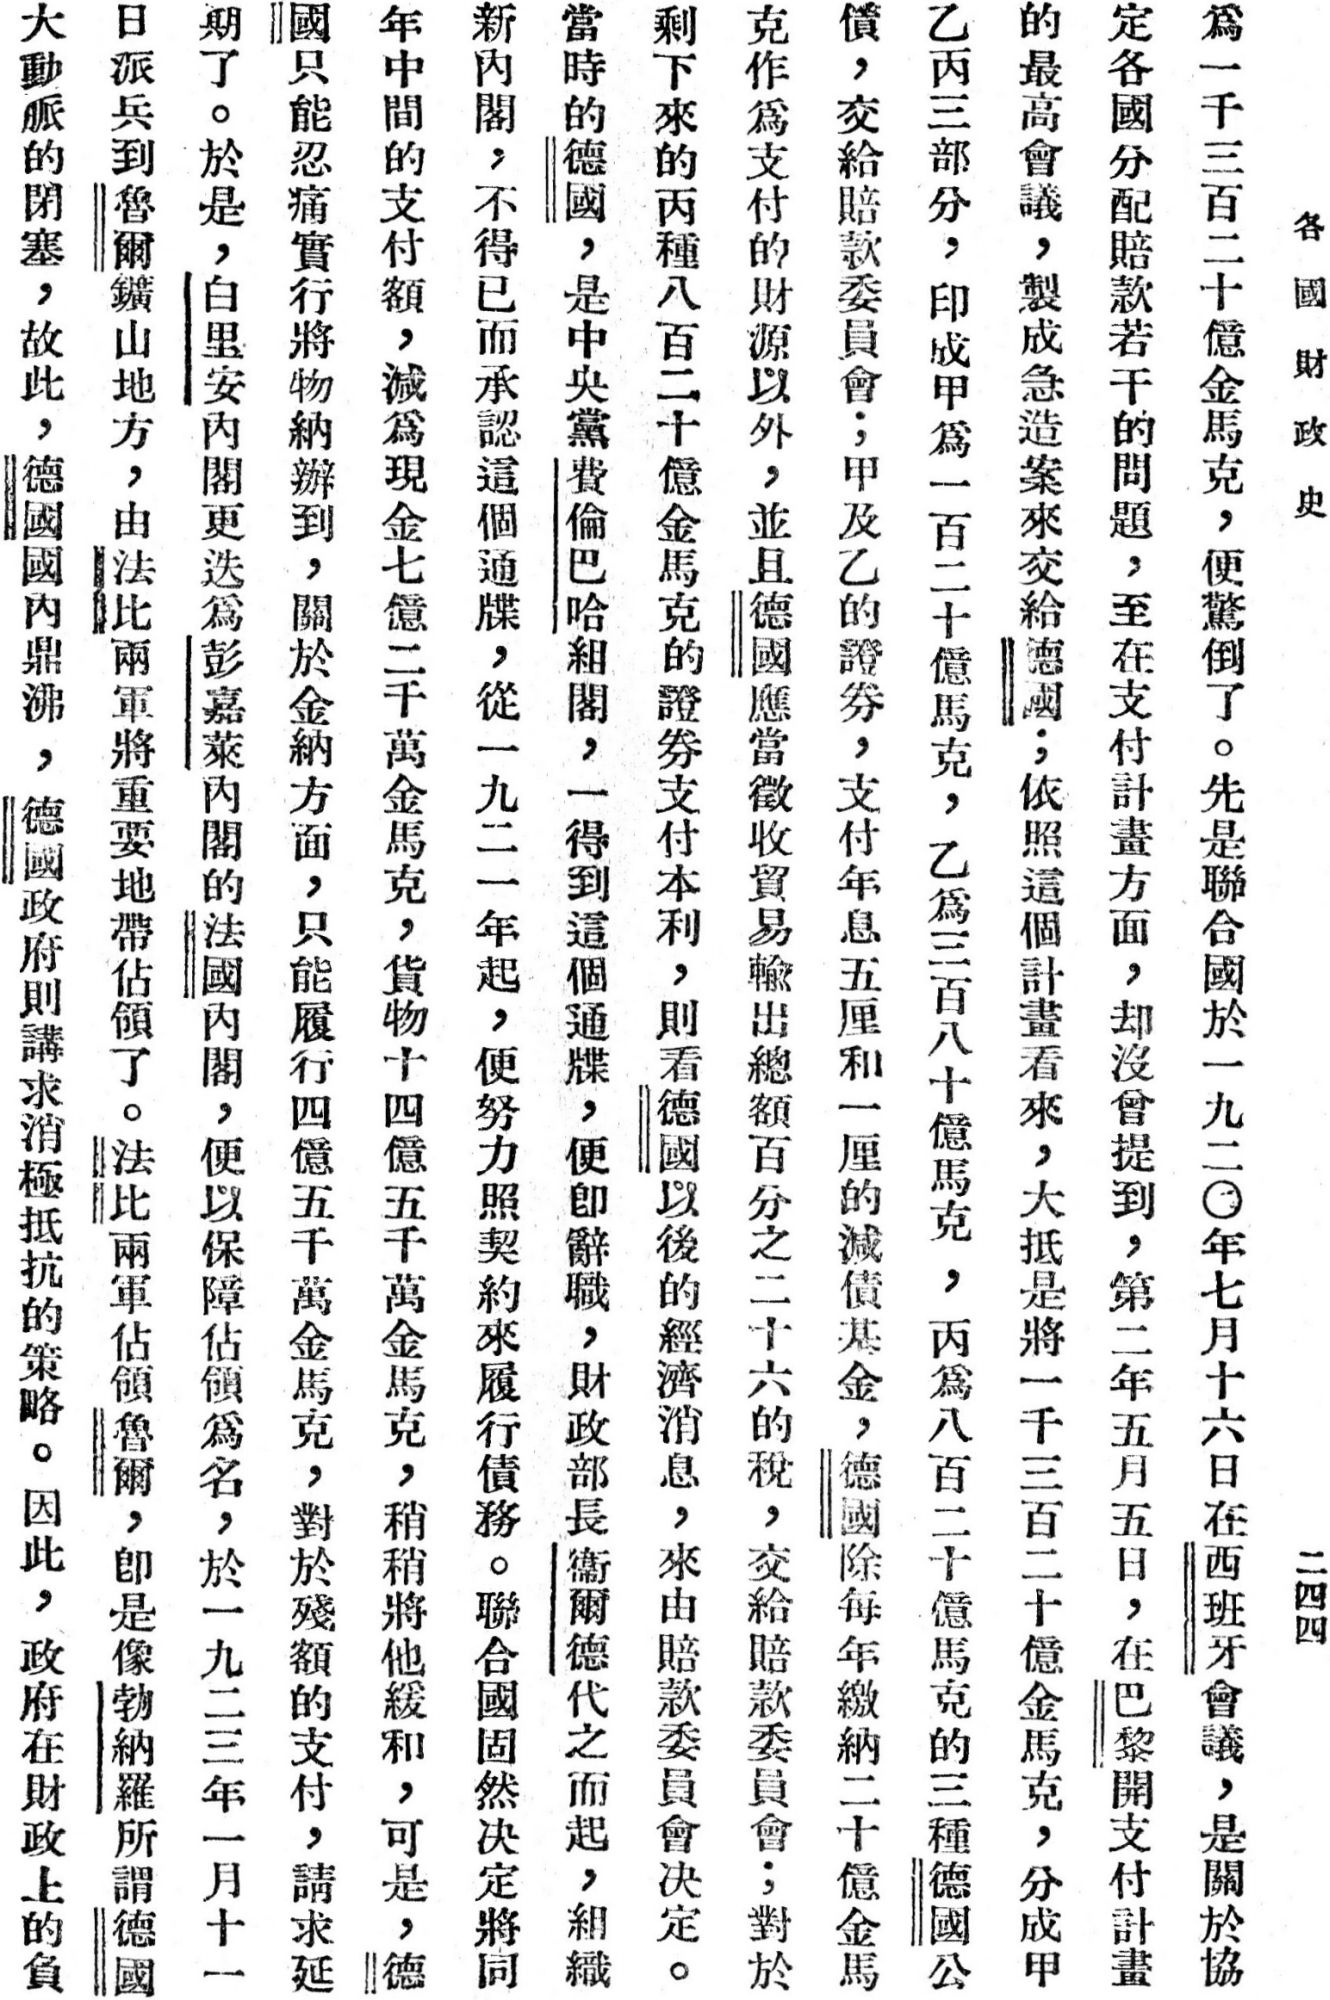 各國財政史
二四四
爲一千三百二十億金馬克，便驚倒了。先是聯合國於一九二〇年七月十六日在西班牙會議，是關於協
定各國分配賠款若干的問題，至在支付計畫方面，却沒曾提到，第二年五月五日，在巴黎開支付計畫
的最高會議，製成急造案來交給德國；依照這個計畫看來，大抵是將一千三百二十億金馬克，分成甲
乙丙三部分，印成甲爲一百二十億馬克，乙爲三百八十億馬克，丙爲八百二十億馬克的三種德國公
債，交給賠款委員會；甲及乙的證券，支付年息五厘和一厘的減債基金，德國除每年繳納二十億金馬
克作爲支付的財源以外，並且德國應當徵收貿易輸出總額百分之二十六的稅，交給賠款委員會；對於
剩下來的丙種八百二十億金馬克的證券支付本利，則看德國以後的經濟消息，來由賠款委員會决定。
當時的德國，是中央黨費倫巴哈組閣，一得到這個通牒，便卽辭職，財政部長衞爾德代之而起，組織
新內閣，不得已而承認這個通牒，從一九二一年起，便努力照契約來履行債務。聯合國固然决定將同
年中間的支付額，減爲現金七億二千萬金馬克，貨物十四億五千萬金馬克，稍稍將他緩和，可是，德
國只能忍痛實行將物納辦到，關於金納方面，只能履行四億五千萬金馬克，對於殘額的支付，請求延
期了。於是，白里安內閣更迭爲彭嘉萊內閣的法國內閣，便以保障佔領爲名，於一九二三年一月十一
日派兵到魯爾鑛山地方，由法比兩軍將重要地帶佔領了。法比兩軍佔領魯爾，卽是像勃納羅所謂德國
大動脈的閉塞，故此，德國國內鼎沸，德國政府則講求消極抵抗的策略。因此，政府在財政上的負